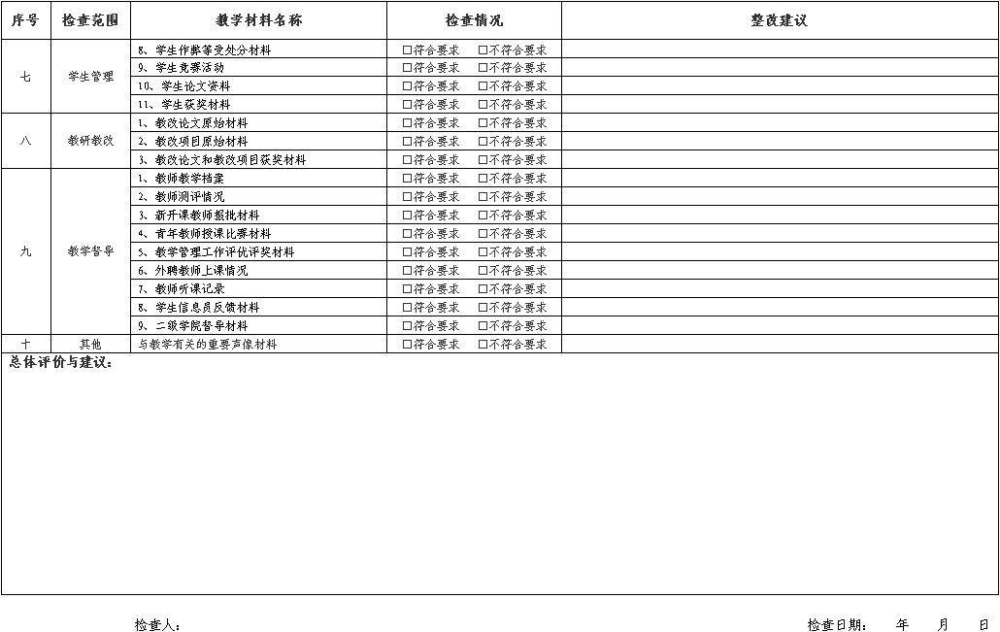 序号 检查范围 教学材料名称 检查情况 整改建议
8、学生作弊等受处分材料 □符合要求 □不符合要求
七 学生管理 9、学生竞赛活动 □符合要求 □不符合要求
10、学生论文资料 □符合要求 □不符合要求
11、学生获奖材料 □符合要求 □不符合要求
1、教改论文原始材料 □符合要求 □不符合要求
八 教研教改 2、教改项目原始材料 □符合要求 □不符合要求
3、教改论文和教改项目获奖材料 □符合要求 □不符合要求
1、教师教学档案 □符合要求 □不符合要求
2、教师测评情况 □符合要求 □不符合要求
3、新开课教师报批材料 □符合要求 □不符合要求
4、青年教师授课比赛材料 □符合要求 □不符合要求
九 教学督导 5、教学管理工作评优评奖材料 □符合要求 □不符合要求
6、外聘教师上课情况 □符合要求 □不符合要求
7、教师听课记录 □符合要求 □不符合要求
8、学生信息员反馈材料 □符合要求 □不符合要求
9、二级学院督导材料 □符合要求 □不符合要求
十 其他 与教学有关的重要声像材料 □符合要求 □不符合要求
总体评价与建议：
检查人： 检查日期： 年 月 日